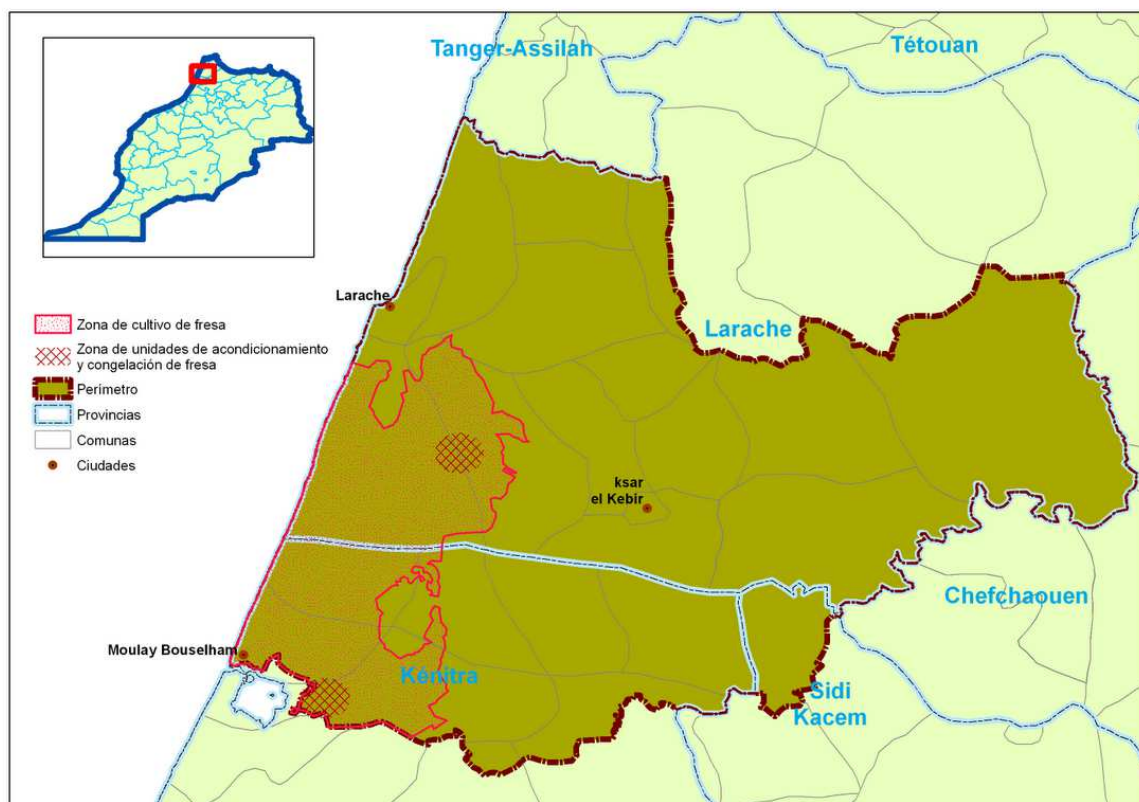 Tanger-Assilah
Tétouan
Larache
Zona de cultivo de fresa
Zona de unidades de acondicionamiento
y congelación de fresa
Perímetro
Provincias
Comunas
Ciudades
Larache
ksar
el Kebir
Chefchaouen
Moulay Bouselham
Kénitra
Sidi
Kacem